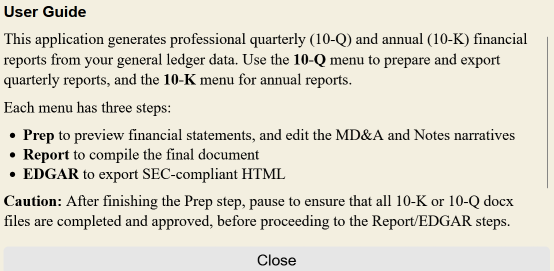 User Guide
This application generates professional quarterly (10-Q) and annual (10-K) financial
reports from your general ledger data. Use the 10-Q menu to prepare and export
quarterly reports, and the 10-K menu for annual reports.
Each menu has three steps:
• Prep to preview financial statements, and edit the MD&A and Notes narratives
• Report to compile the final document
• EDGAR to export SEC-compliant HTML
Caution: After finishing the Prep step, pause to ensure that all 10-K or 10-Q docx
files are completed and approved, before proceeding to the Report/EDGAR steps.
Close